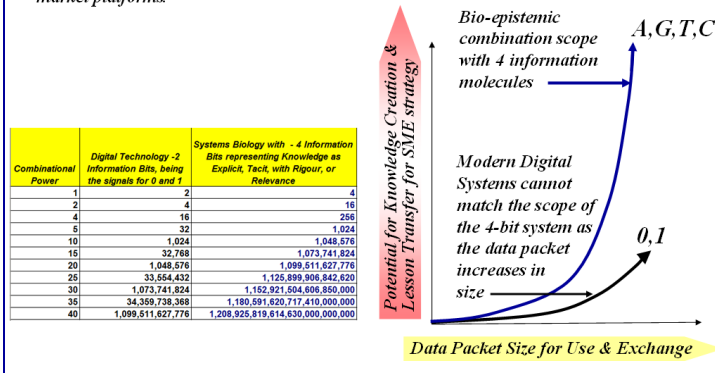 market platforms.
Combinational Power | Digital Technology -2 Information Bits, being the signals for 0 and 1 | Systems Biology with - 4 Information Bits representing Knowledge as Explicit, Tacit, with Rigour, or Relevance
1 | 2 | 4
2 | 4 | 16
4 | 16 | 256
5 | 32 | 1,024
10 | 1,024 | 1,048,576
15 | 32,768 | 1,073,741,824
20 | 1,048,576 | 1,099,511,627,776
25 | 33,554,432 | 1,125,899,906,842,620
30 | 1,073,741,824 | 1,152,921,504,606,850,000
35 | 34,359,738,368 | 1,180,591,620,717,410,000,000
40 | 1,099,511,627,776 | 1,208,925,819,614,630,000,000,000
Potential for Knowledge Creation &
Lesson Transfer for SME strategy
Bio-epistemic
combination scope
with 4 information
molecules
A,G,T,C
Modern Digital
Systems cannot
match the scope of
the 4-bit system as
the data packet
increases in
size
0,1
Data Packet Size for Use & Exchange